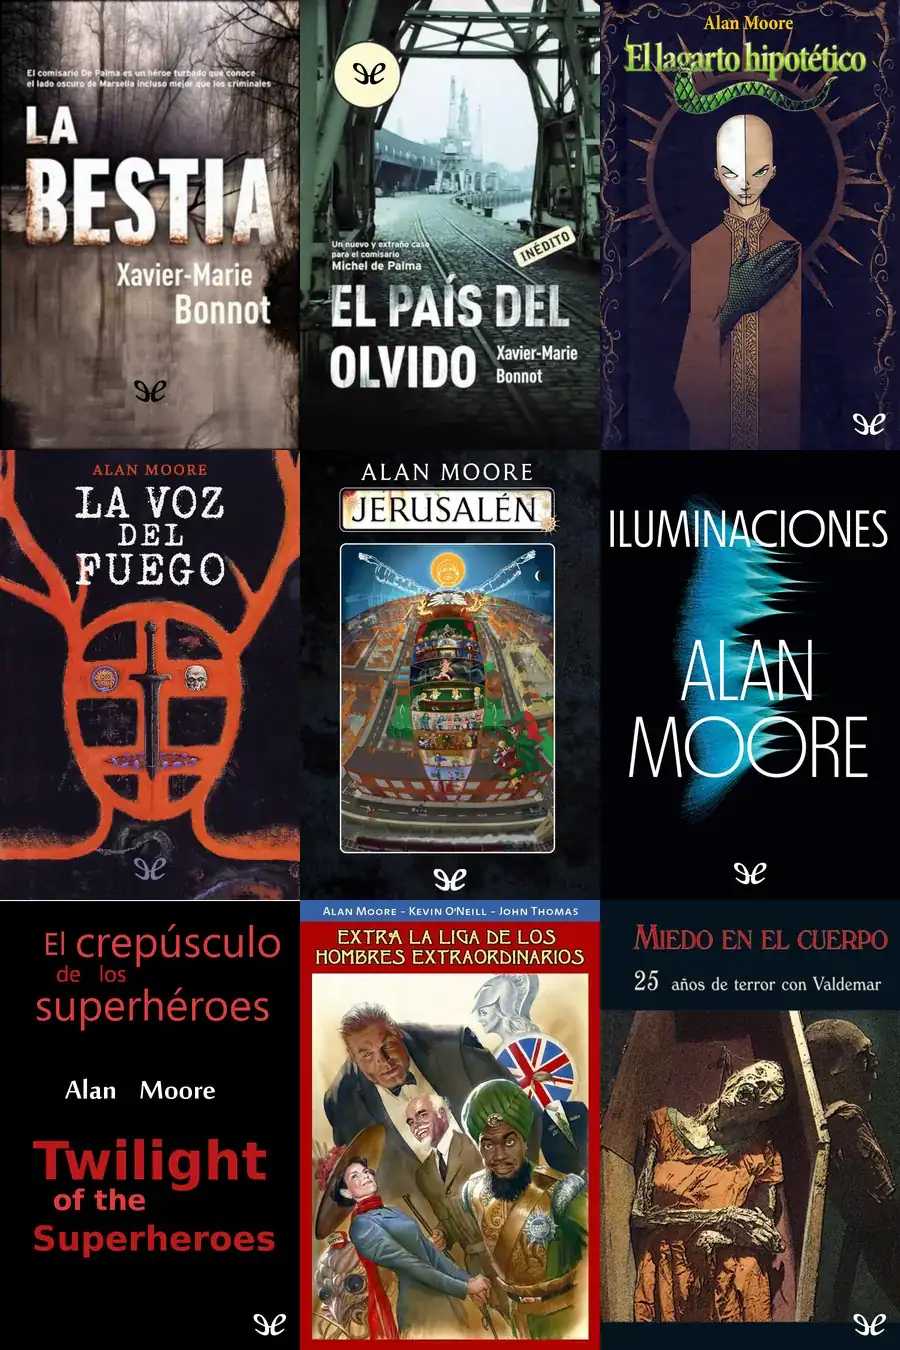 El comisario De Palma es un héroe turbado que conoce
el lado oscuro de Marsella incluso mejor que los criminales
LA
BESTIA
Xavier-Marie
Bonnot
INÉDITO
Un nuevo y extraño caso
para el comisario
Michel de Palma
EL PAÍS DEL
OLVIDO
Xavier-Marie
Bonnot
Alan Moore
El lagarto hipotético
ALAN MOORE
LA VOZ
DEL
FUEGO
ALAN MOORE
JERUSALÉN
ILUMINACIONES
ALAN
MOORE
El crepúsculo
de los
superhéroes
Alan Moore
Twilight
of the
Superheroes
ALAN MOORE - KEVIN O'NEILL - JOHN THOMAS
EXTRA LA LIGA DE LOS
HOMBRES EXTRAORDINARIOS
MIEDO EN EL CUERPO
25 años de terror con Valdemar